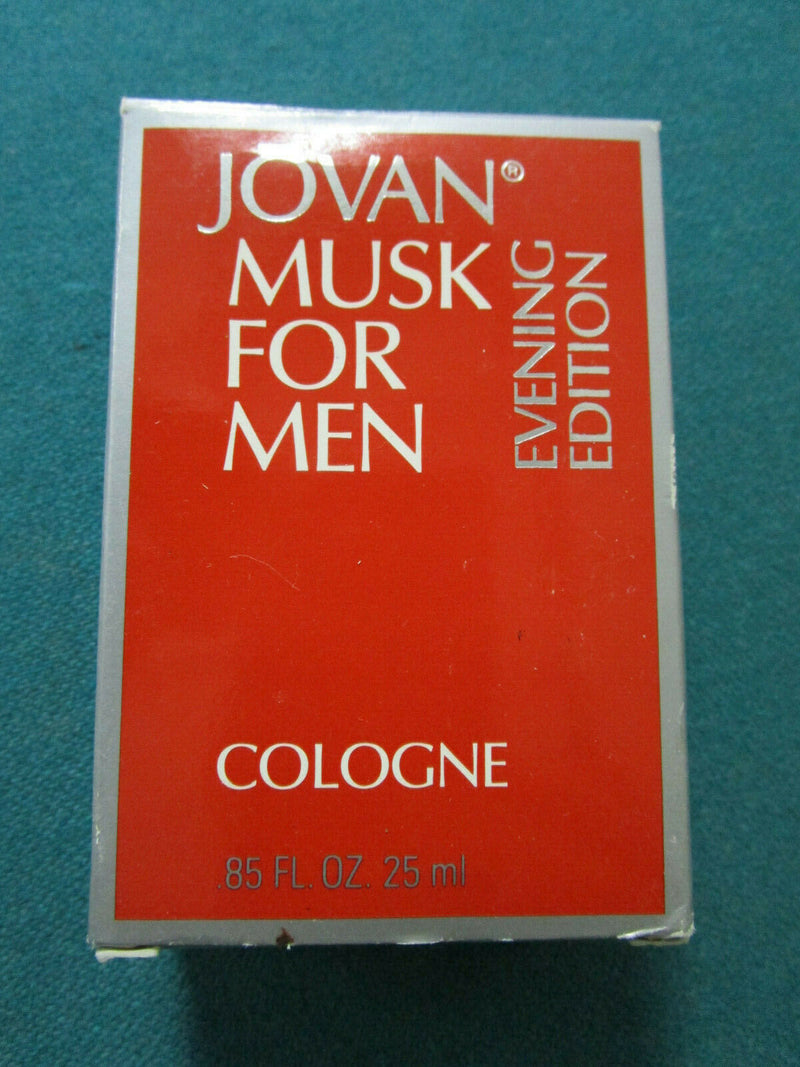 JOVAN®
MUSK
FOR
MEN
EVENING
EDITION
COLOGNE
.85 FL. OZ. 25 ml